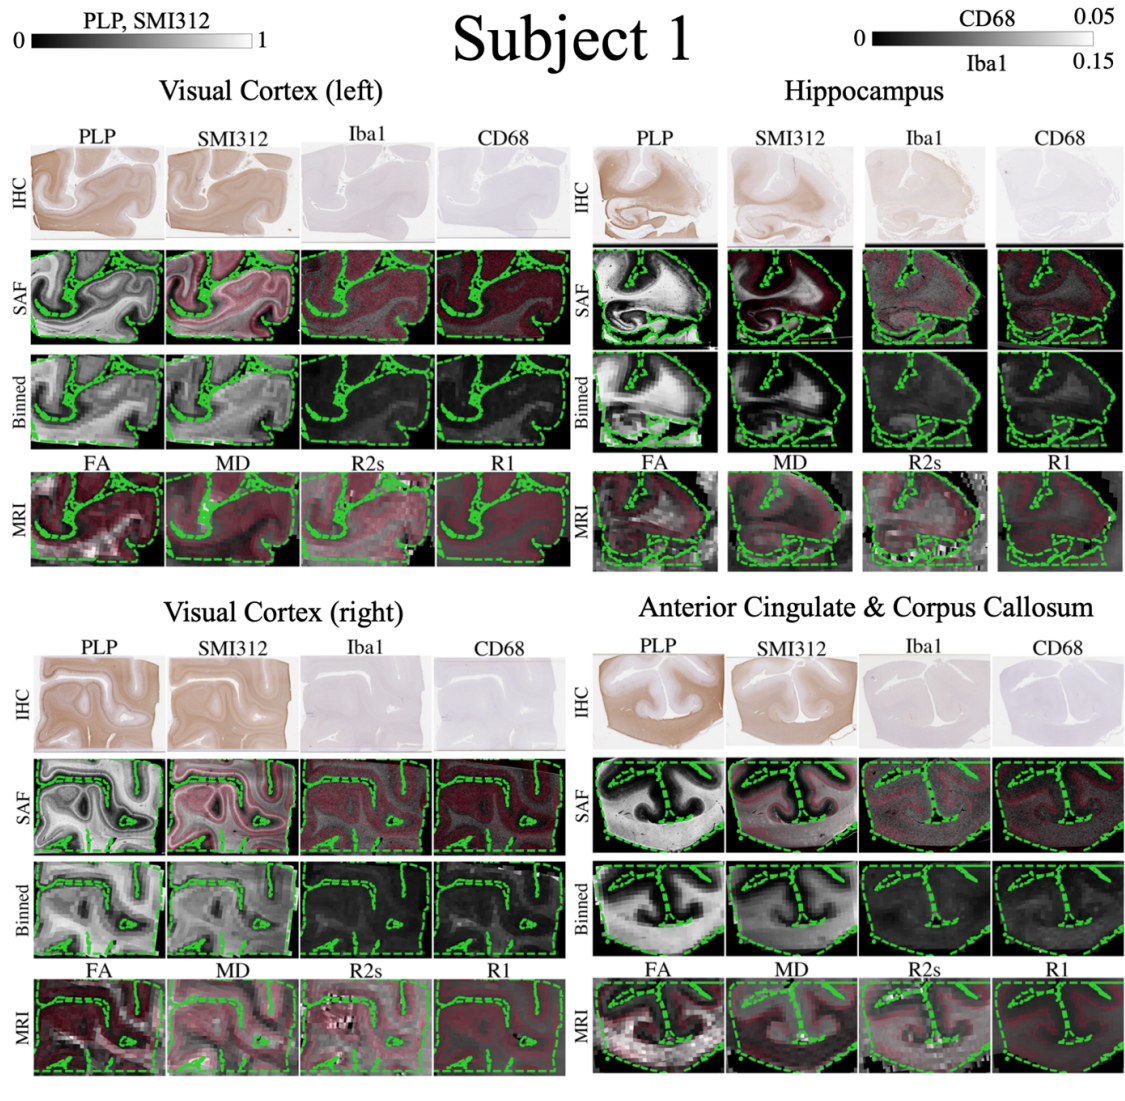 PLP, SMI312
0 1
Subject 1
CD68 0.05
0
Iba1 0.15
Visual Cortex (left)
PLP SMI312 Iba1 CD68
IHC
SAF
Binned
FA MD R2s R1
MRI
Hippocampus
PLP SMI312 Iba1 CD68
IHC
SAF
Binned
FA MD R2s R1
MRI
Visual Cortex (right)
PLP SMI312 Iba1 CD68
IHC
SAF
Binned
FA MD R2s R1
MRI
Anterior Cingulate & Corpus Callosum
PLP SMI312 Iba1 CD68
IHC
SAF
Binned
FA MD R2s R1
MRI